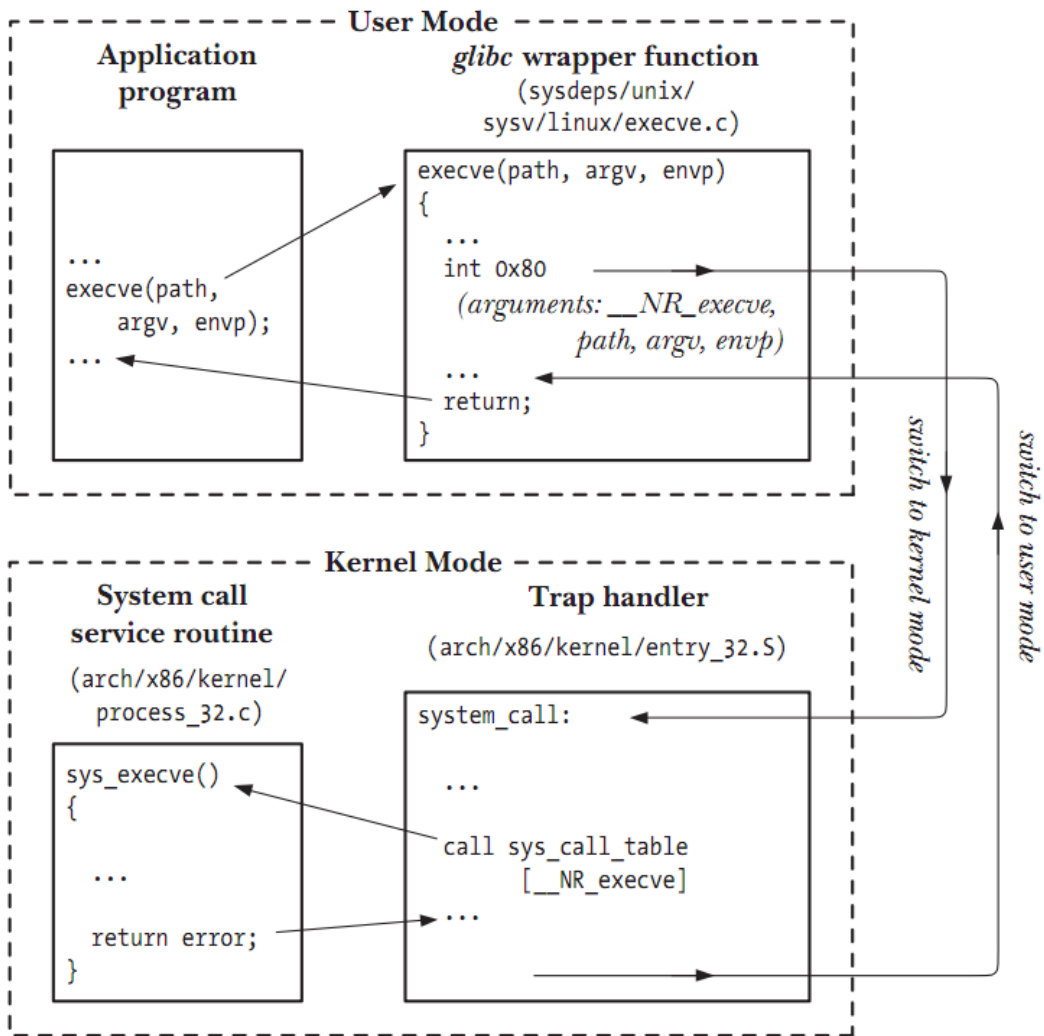 User Mode
Application
program
glibc wrapper function
(sysdeps/unix/
sysv/linux/execve.c)
...
execve(path,
argv, envp);
...
execve(path, argv, envp)
{
...
int 0x80
(arguments: __NR_execve,
path, argv, envp)
...
return;
}
switch to kernel mode
switch to user mode
Kernel Mode
System call
service routine
(arch/x86/kernel/
process_32.c)
Trap handler
(arch/x86/kernel/entry_32.S)
sys_execve()
{
...
return error;
}
system_call:
...
call sys_call_table
[__NR_execve]
...